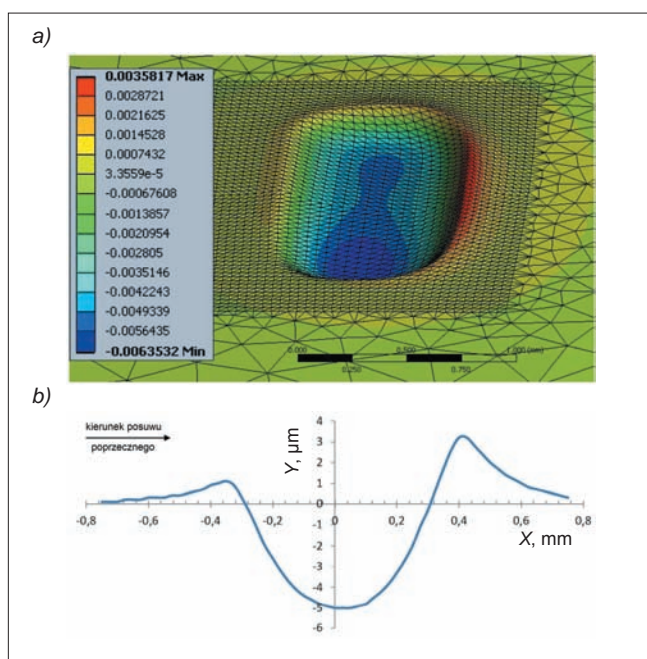 a)
0.0035817 Max
0.0028721
0.0021625
0.0014528
0.0007432
3.3559e-5
-0.00067608
-0.0013857
-0.0020954
-0.002805
-0.0035146
-0.0042243
-0.0049339
-0.0056435
-0.0063532 Min
0.000 0.500 1.000 (mm)
0.250 0.750
b)
kierunek posuwu
poprzecznego
Y, µm
4
3
2
1
0
-1
-2
-3
-4
-5
-6
-0,8 -0,6 -0,4 -0,2 0 0,2 0,4 0,6 0,8
X, mm